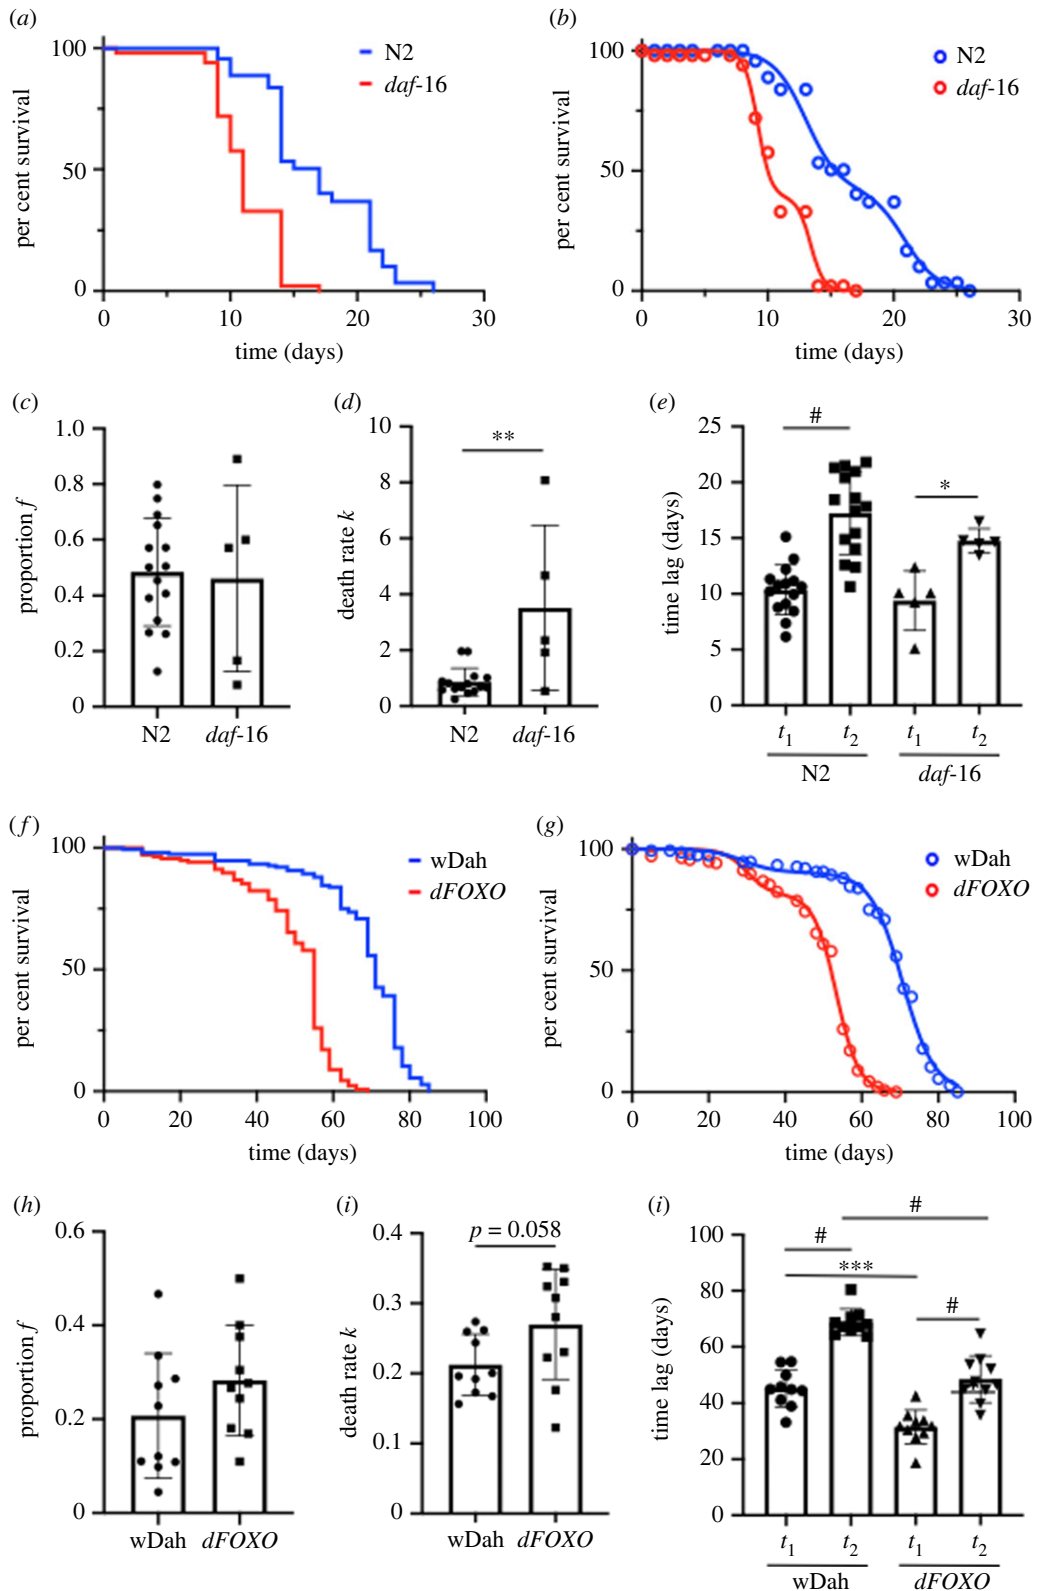 (a)
100
50
0
per cent survival
N2
daf-16
0 10 20 30
time (days)
(b)
100
50
0
per cent survival
N2
daf-16
0 10 20 30
time (days)
(c)
1.0
0.8
0.6
0.4
0.2
0
proportion f
N2 daf-16
(d)
10
8
6
4
2
0
death rate k
**
N2 daf-16
(e)
25
20
15
10
5
0
time lag (days)
#
*
t1 t2 t1 t2
N2 daf-16
(f)
100
50
0
per cent survival
wDah
dFOXO
0 20 40 60 80 100
time (days)
(g)
100
50
0
per cent survival
wDah
dFOXO
0 20 40 60 80 100
time (days)
(h)
0.6
0.4
0.2
0
proportion f
wDah dFOXO
(i)
0.4
0.3
0.2
0.1
0
death rate k
p = 0.058
wDah dFOXO
(i)
100
80
60
40
20
0
time lag (days)
#
#
***
#
t1 t2 t1 t2
wDah dFOXO